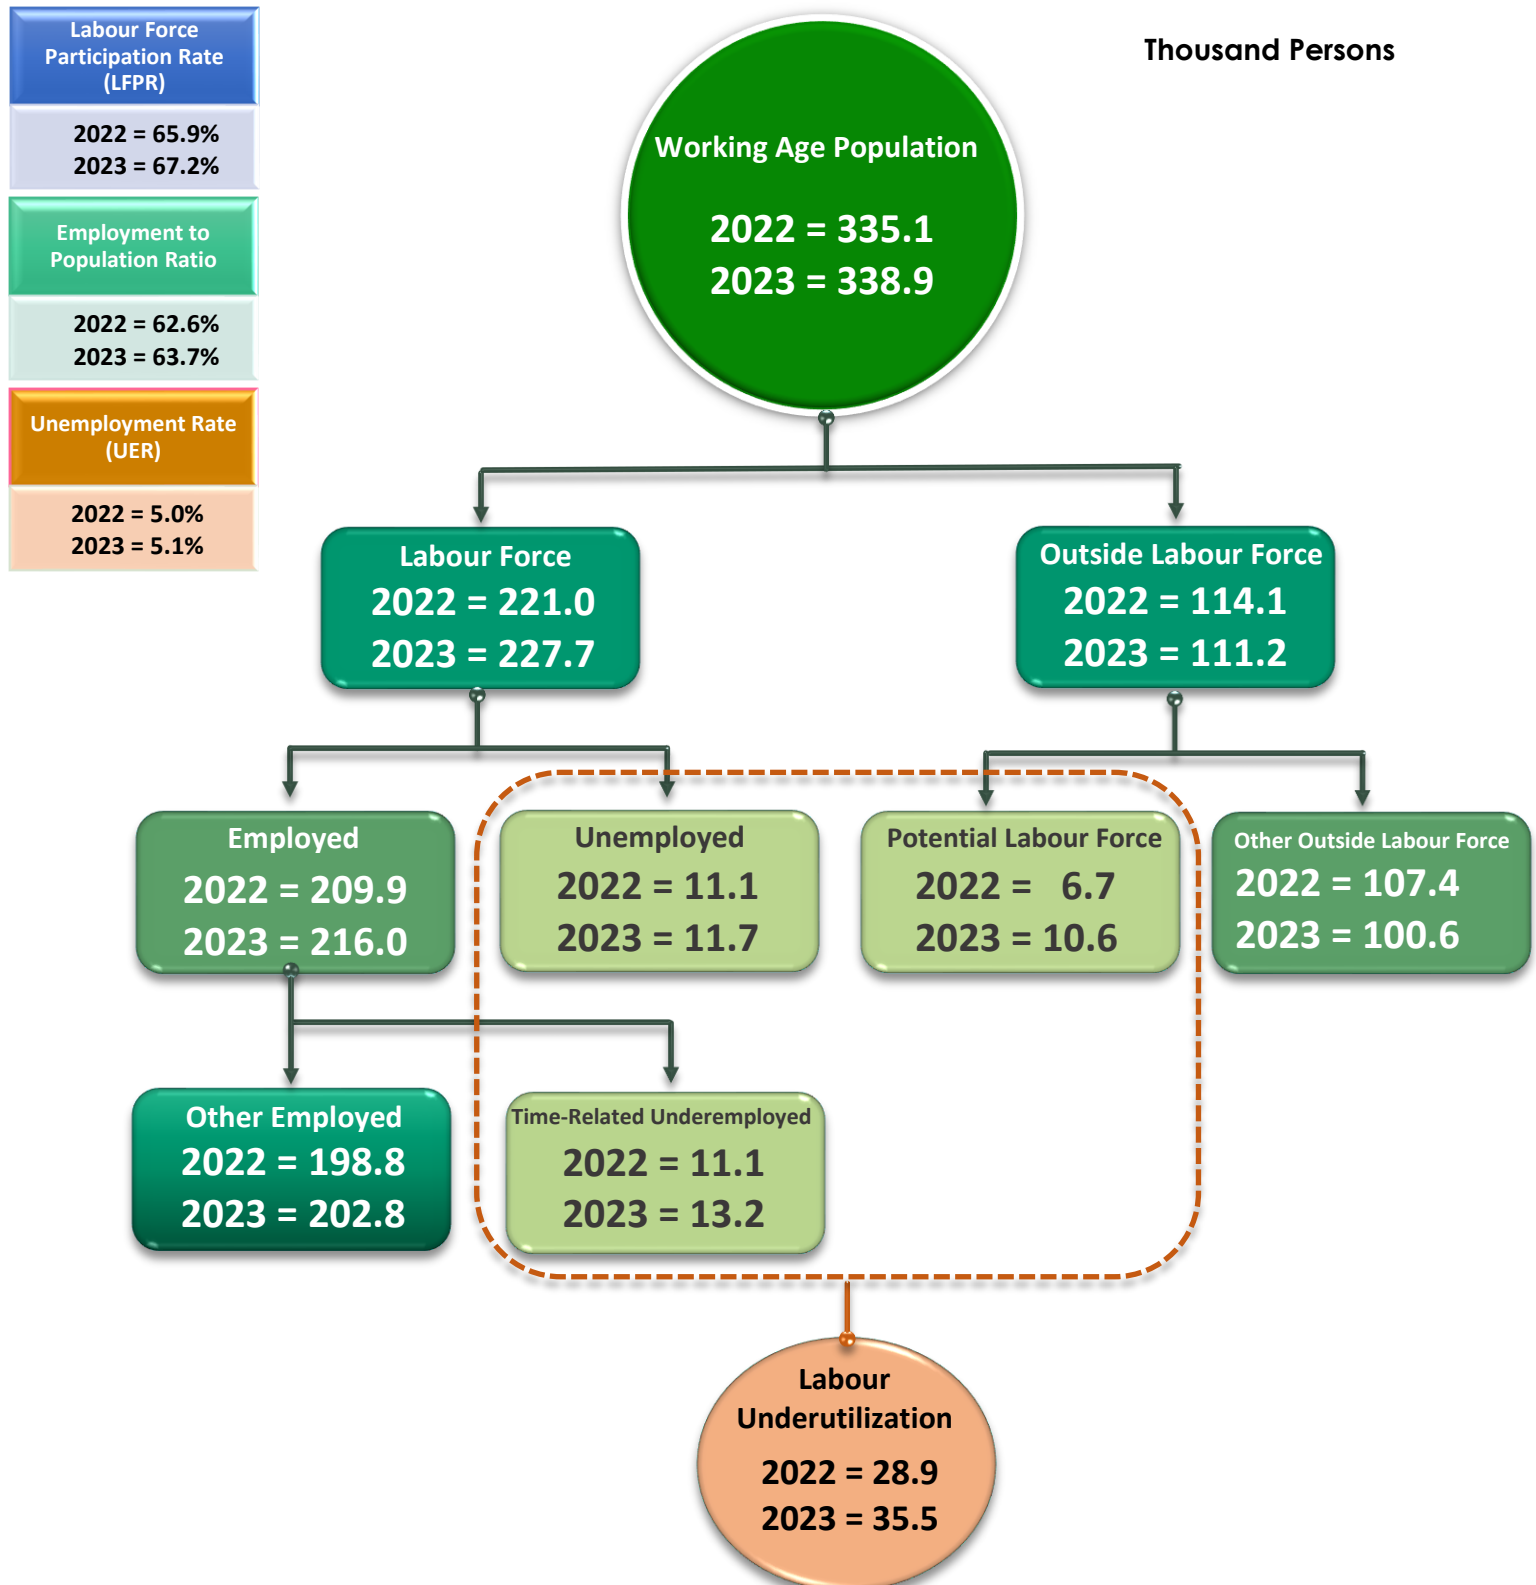 Labour Force
Participation Rate
(LFPR)
2022 = 65.9%
2023 = 67.2%
Employment to
Population Ratio
2022 = 62.6%
2023 = 63.7%
Unemployment Rate
(UER)
2022 = 5.0%
2023 = 5.1%
Thousand Persons
Working Age Population
2022 = 335.1
2023 = 338.9
Labour Force
2022 = 221.0
2023 = 227.7
Outside Labour Force
2022 = 114.1
2023 = 111.2
Employed
2022 = 209.9
2023 = 216.0
Unemployed
2022 = 11.1
2023 = 11.7
Potential Labour Force
2022 = 6.7
2023 = 10.6
Other Outside Labour Force
2022 = 107.4
2023 = 100.6
Other Employed
2022 = 198.8
2023 = 202.8
Time-Related Underemployed
2022 = 11.1
2023 = 13.2
Labour
Underutilization
2022 = 28.9
2023 = 35.5